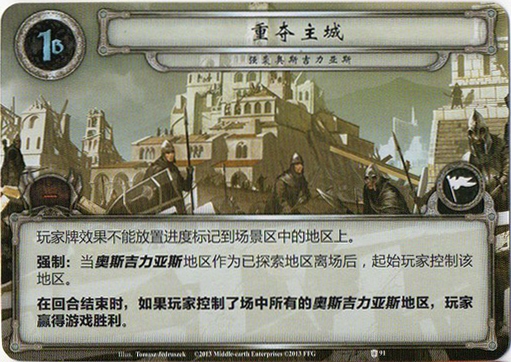 1B
重夺主城
强袭奥斯吉力亚斯
玩家牌效果不能放置进度标记到场景区中的地区上。
强制：当奥斯吉力亚斯地区作为已探索地区离场后，起始玩家控制该
地区。
在回合结束时，如果玩家控制了场中所有的奥斯吉力亚斯地区，玩家
赢得游戏胜利。
Illus. Tomasz Jedruszek ©2013 Middle-earth Enterprises ©2013 FFG 91